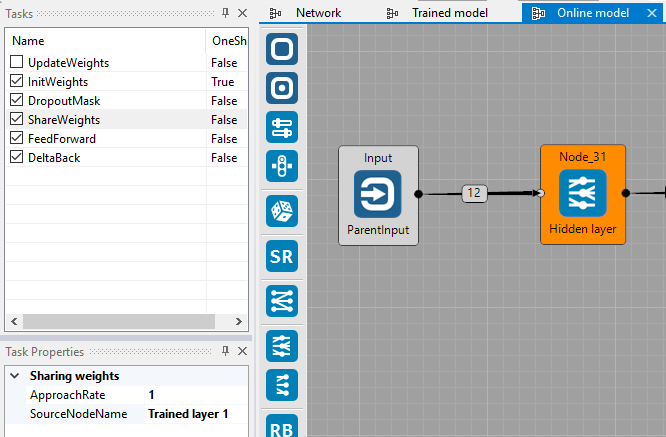 Tasks
Name OneSh
UpdateWeights False
InitWeights True
DropoutMask False
ShareWeights False
FeedForward False
DeltaBack False
Task Properties
Sharing weights
ApproachRate 1
SourceNodeName Trained layer 1
Network Trained model Online model
SR
RB
Input
ParentInput
12
Node_31
Hidden layer